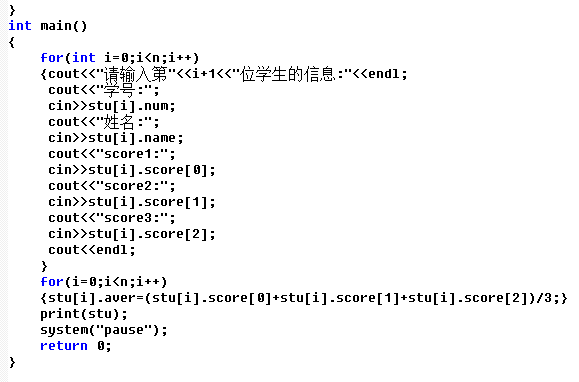 }
int main()
{
    for(int i=0;i<n;i++)
    {cout<<"请输入第"<<i+1<<"位学生的信息:"<<endl;
     cout<<"学号:";
     cin>>stu[i].num;
     cout<<"姓名:";
     cin>>stu[i].name;
     cout<<"score1:";
     cin>>stu[i].score[0];
     cout<<"score2:";
     cin>>stu[i].score[1];
     cout<<"score3:";
     cin>>stu[i].score[2];
     cout<<endl;
    }
    for(i=0;i<n;i++)
    {stu[i].aver=(stu[i].score[0]+stu[i].score[1]+stu[i].score[2])/3;}
    print(stu);
    system("pause");
    return 0;
}